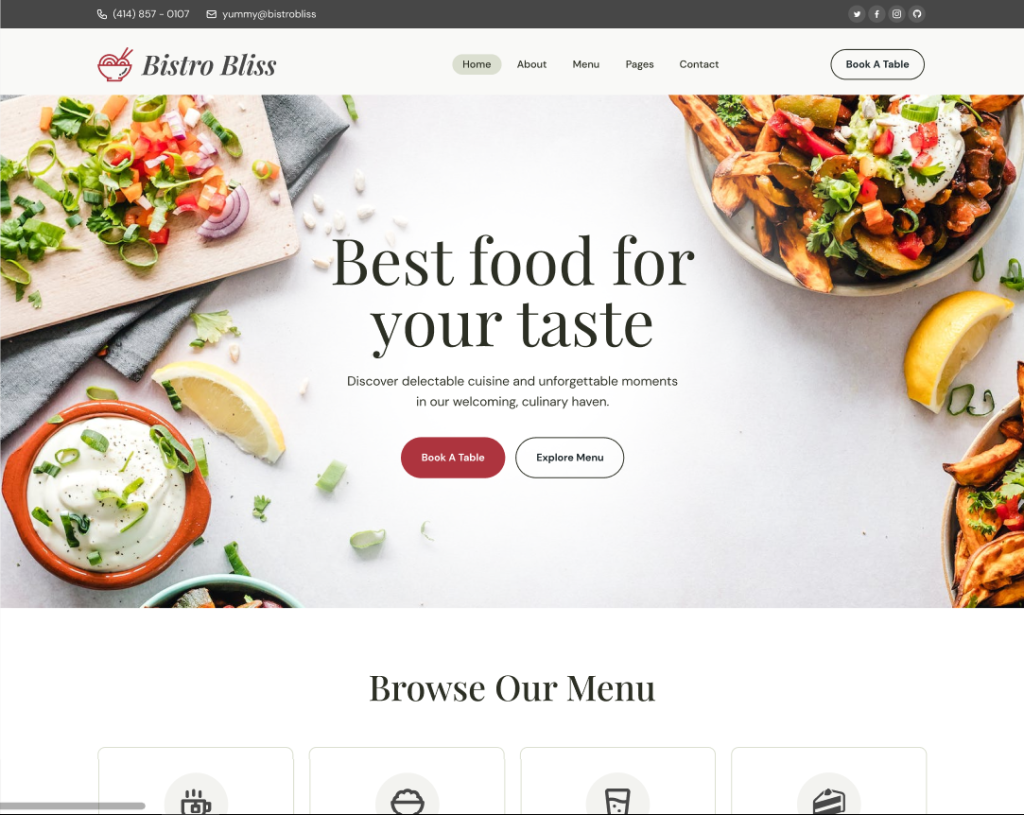 (414) 857 - 0107 yummy@bistrobliss
Bistro Bliss Home About Menu Pages Contact Book A Table
Best food for
your taste
Discover delectable cuisine and unforgettable moments
in our welcoming, culinary haven.
Book A Table Explore Menu
Browse Our Menu